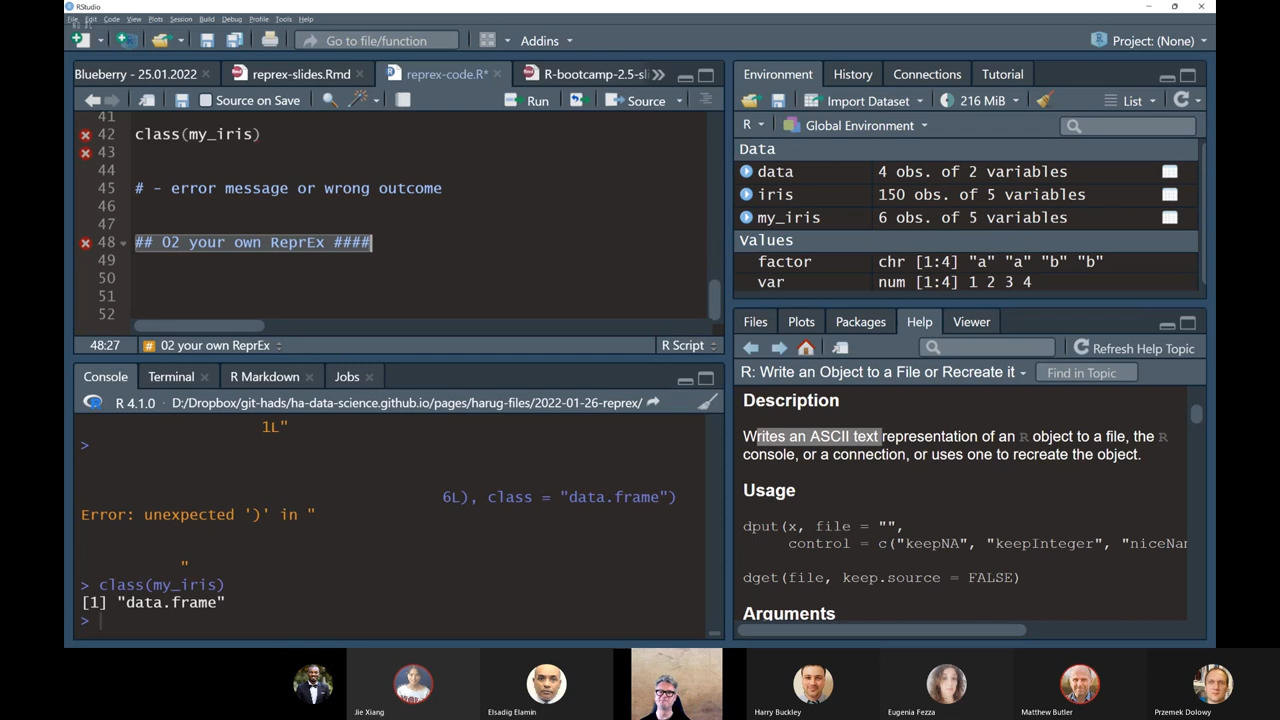 RStudio
File Edit Code View Plots Session Build Debug Profile Tools Help
Go to file/function Addins Project: (None)
Blueberry - 25.01.2022 reprex-slides.Rmd reprex-code.R* R-bootcamp-2.5-sl
Source on Save Run Source
41
42 class(my_iris)
43
44
45 # - error message or wrong outcome
46
47
48 ## 02 your own ReprEx ####
49
50
51
52
48:27 02 your own ReprEx R Script
Console Terminal R Markdown Jobs
R 4.1.0 D:/Dropbox/git-hads/ha-data-science.github.io/pages/harug-files/2022-01-26-reprex/
1L"
>
6L), class = "data.frame")
Error: unexpected ')' in "
"
> class(my_iris)
[1] "data.frame"
>
Environment History Connections Tutorial
Import Dataset 216 MiB List
R Global Environment
Data
data 4 obs. of 2 variables
iris 150 obs. of 5 variables
my_iris 6 obs. of 5 variables
Values
factor chr [1:4] "a" "a" "b" "b"
var num [1:4] 1 2 3 4
Files Plots Packages Help Viewer
Refresh Help Topic
R: Write an Object to a File or Recreate it Find in Topic
Description
Writes an ASCII text representation of an R object to a file, the R
console, or a connection, or uses one to recreate the object.
Usage
dput(x, file = "",
control = c("keepNA", "keepInteger", "niceNar
dget(file, keep.source = FALSE)
Arguments
Jie Xiang Elsadig Elamin Harry Buckley Eugenia Fezza Matthew Butler Przemek Dolowy